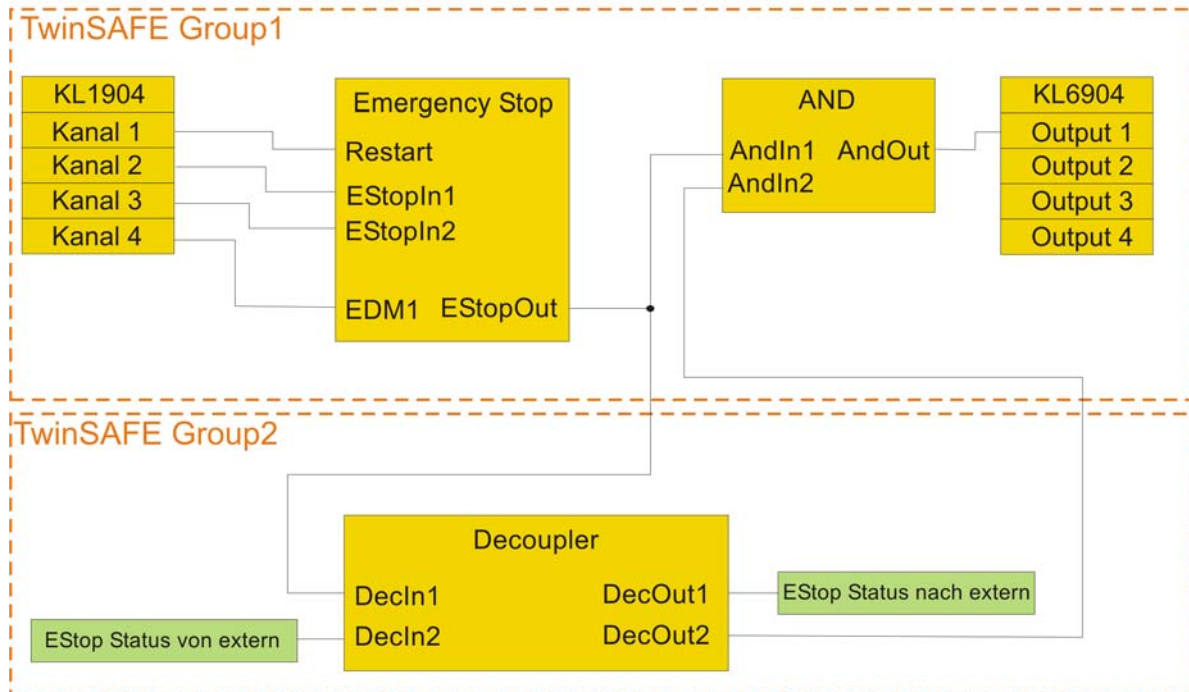 TwinSAFE Group1
KL1904
Kanal 1
Kanal 2
Kanal 3
Kanal 4
Emergency Stop
Restart
EStopIn1
EStopIn2
EDM1 EStopOut
AND
AndIn1 AndOut
AndIn2
KL6904
Output 1
Output 2
Output 3
Output 4
TwinSAFE Group2
Decoupler
DecIn1 DecOut1
DecIn2 DecOut2
EStop Status nach extern
EStop Status von extern